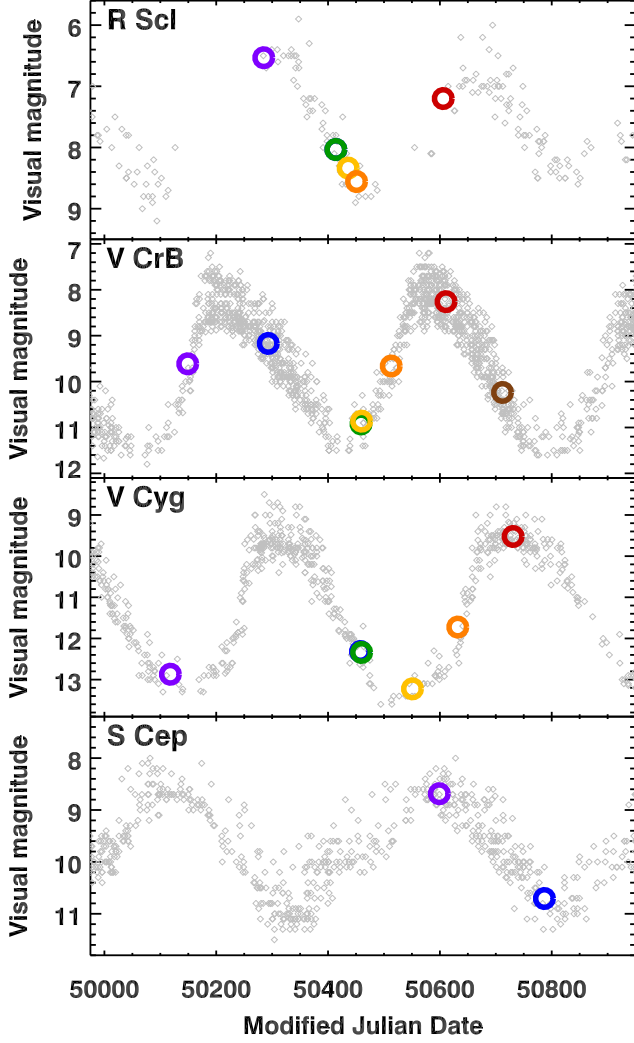 R Scl
Visual magnitude
6
7
8
9
V CrB
Visual magnitude
7
8
9
10
11
12
V Cyg
Visual magnitude
9
10
11
12
13
S Cep
Visual magnitude
8
9
10
11
50000 50200 50400 50600 50800
Modified Julian Date